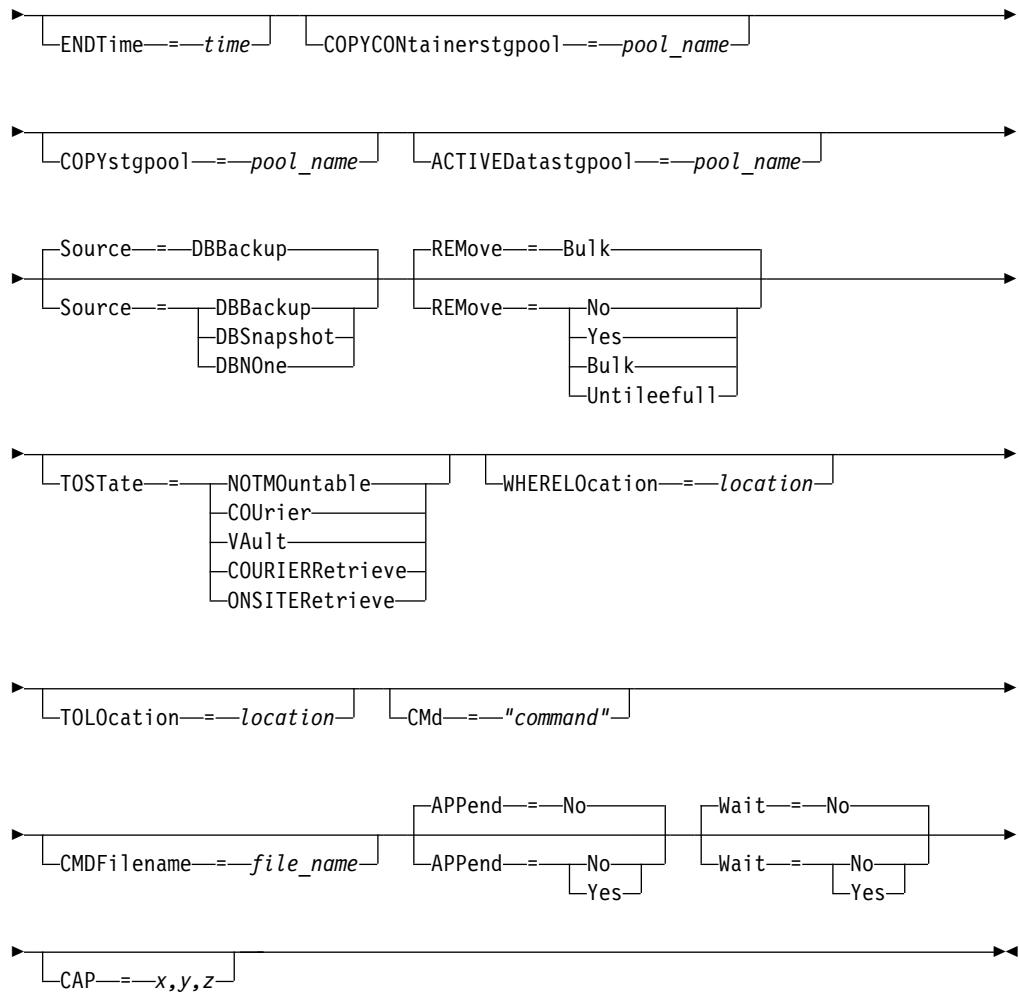 ENDTime = time COPYCONtainerstgpool = pool_name
COPYstgpool = pool_name ACTIVEDatastgpool = pool_name
Source = DBBackup REMove = Bulk
Source = DBBackup REMove = No
DBSnapshot Yes
DBNOne Bulk
Untileefull
TOSTate = NOTMOuntable WHERELOcation = location
COUrier
VAult
COURIERRetrieve
ONSITERetrieve
TOLOcation = location CMd = "command"
APPend = No Wait = No
CMDFilename = file_name APPend = No Wait = No
Yes Yes
CAP = x,y,z